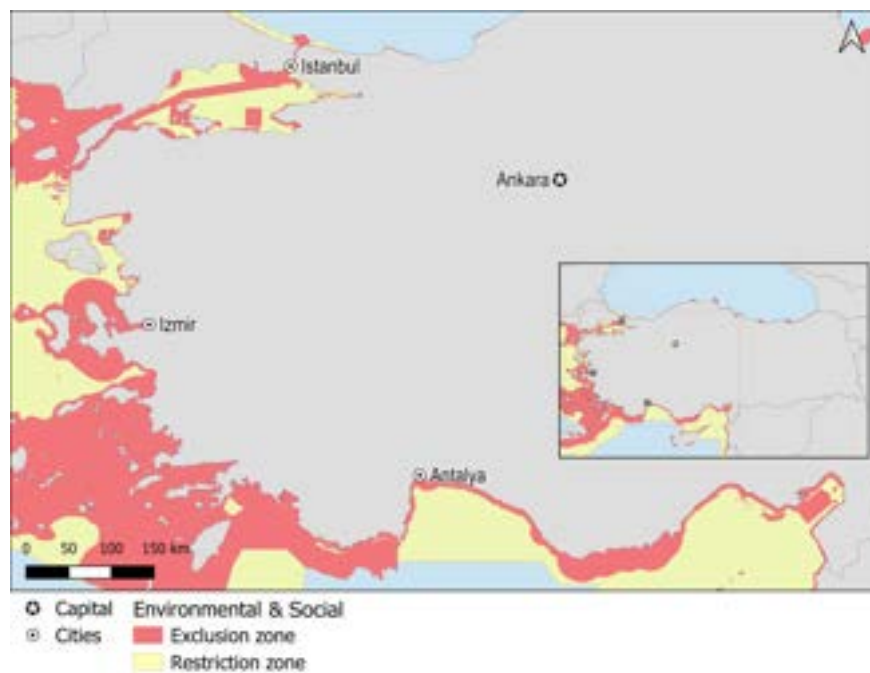 Istanbul
Ankara
Izmir
Antalya
0 50 100 150 km
Capital Environmental & Social
Cities Exclusion zone
Restriction zone